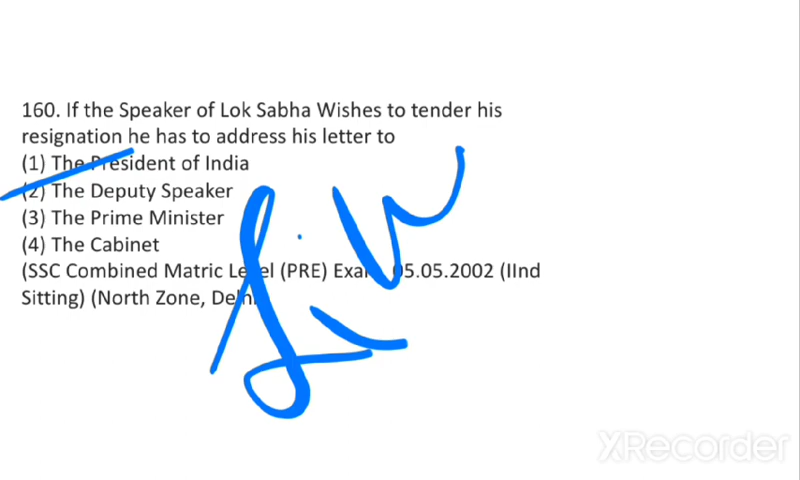 160. If the Speaker of Lok Sabha Wishes to tender his
resignation he has to address his letter to
(1) The President of India
(2) The Deputy Speaker
(3) The Prime Minister
(4) The Cabinet
(SSC Combined Matric Level (PRE) Exam 05.05.2002 (IInd
Sitting) (North Zone, Delhi
XRecorder